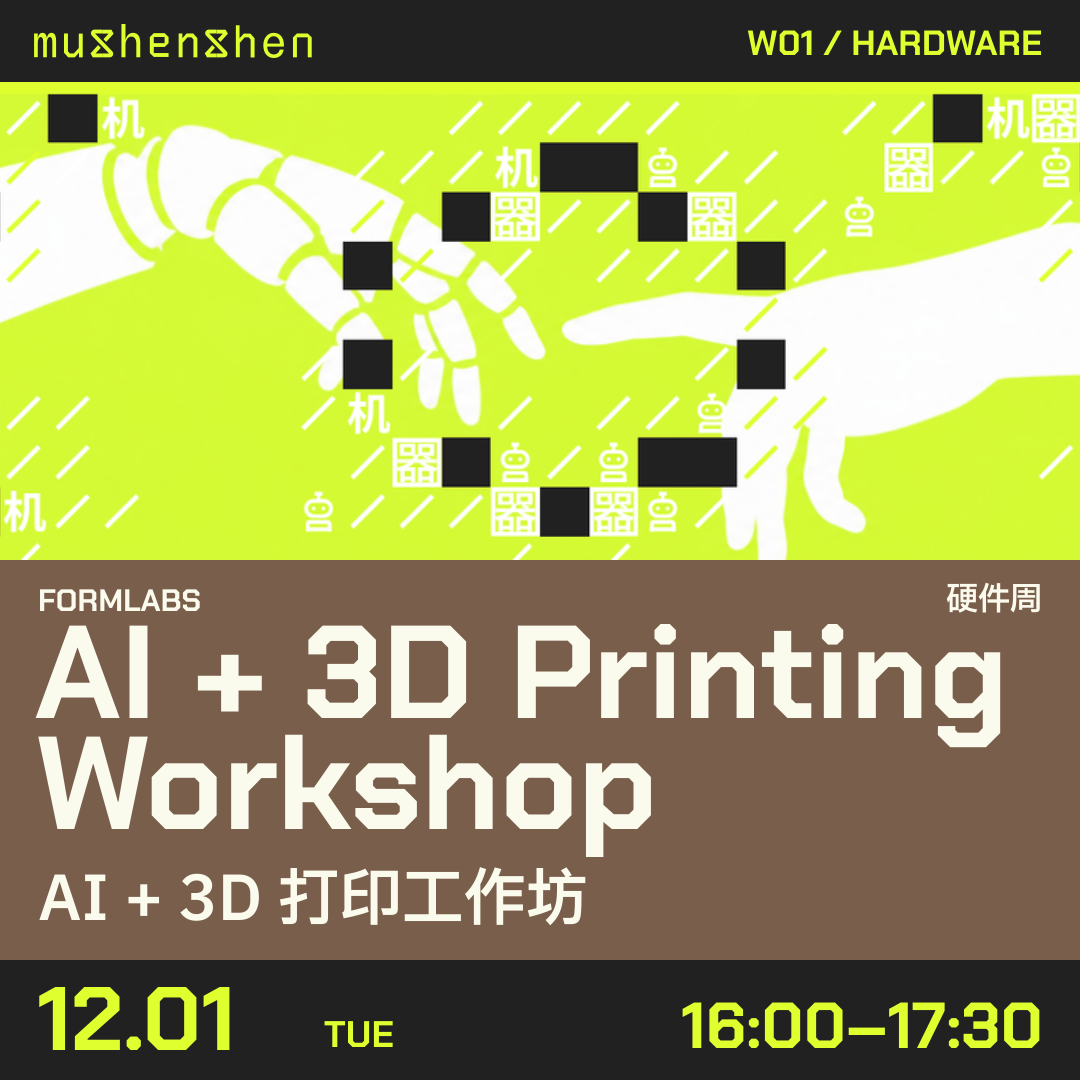 mushenshen
W01 / HARDWARE
机 机 器
机 器
器 器
机
器
机 器 器
FORMLABS
硬件周
AI + 3D Printing
Workshop
AI + 3D 打印工作坊
12.01
TUE
16:00–17:30